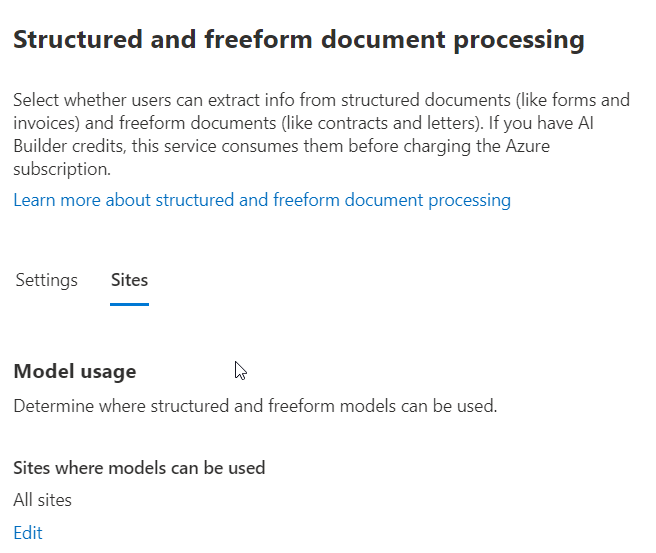 Structured and freeform document processing
Select whether users can extract info from structured documents (like forms and
invoices) and freeform documents (like contracts and letters). If you have AI
Builder credits, this service consumes them before charging the Azure
subscription.
Learn more about structured and freeform document processing
Settings Sites
Model usage
Determine where structured and freeform models can be used.
Sites where models can be used
All sites
Edit